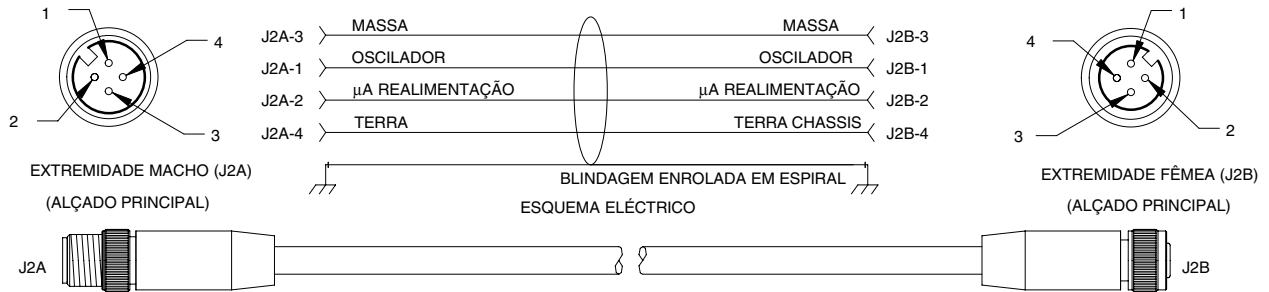 1
4
2
3
EXTREMIDADE MACHO (J2A)
(ALÇADO PRINCIPAL)
J2A-3 MASSA MASSA J2B-3
J2A-1 OSCILADOR OSCILADOR J2B-1
J2A-2 µA REALIMENTAÇÃO µA REALIMENTAÇÃO J2B-2
J2A-4 TERRA TERRA CHASSIS J2B-4
BLINDAGEM ENROLADA EM ESPIRAL
ESQUEMA ELÉCTRICO
1
4
2
3
EXTREMIDADE FÊMEA (J2B)
(ALÇADO PRINCIPAL)
J2A
J2B